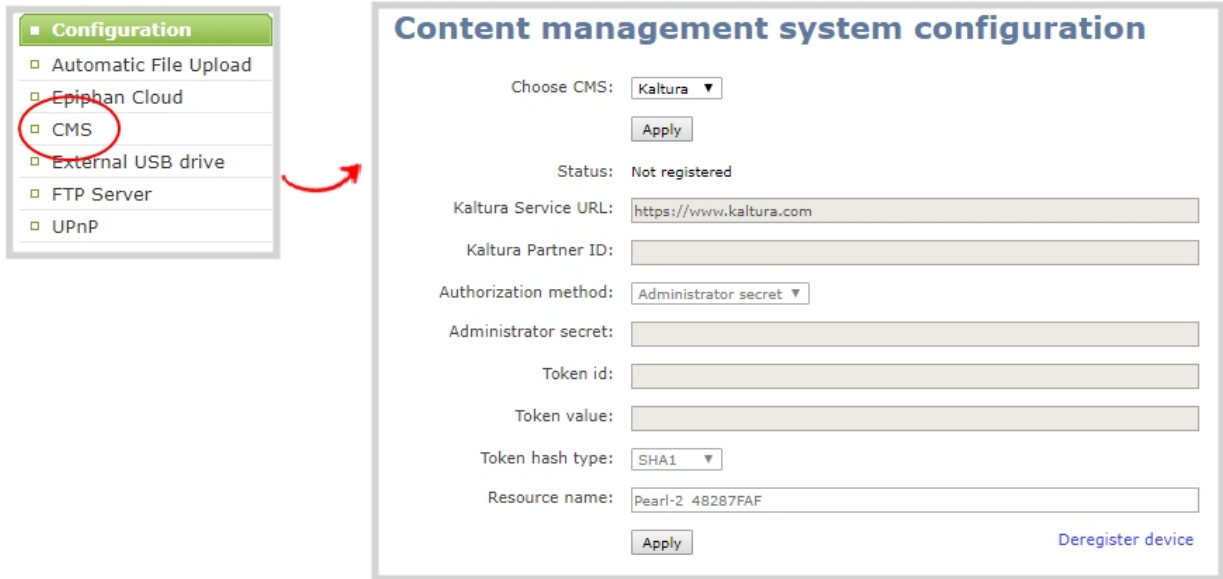 Configuration
Automatic File Upload
Epiphan Cloud
CMS
External USB drive
FTP Server
UPnP
Content management system configuration
Choose CMS: Kaltura
Apply
Status: Not registered
Kaltura Service URL: https://www.kaltura.com
Kaltura Partner ID:
Authorization method: Administrator secret
Administrator secret:
Token id:
Token value:
Token hash type: SHA1
Resource name: Pearl-2_48287FAF
Apply Deregister device